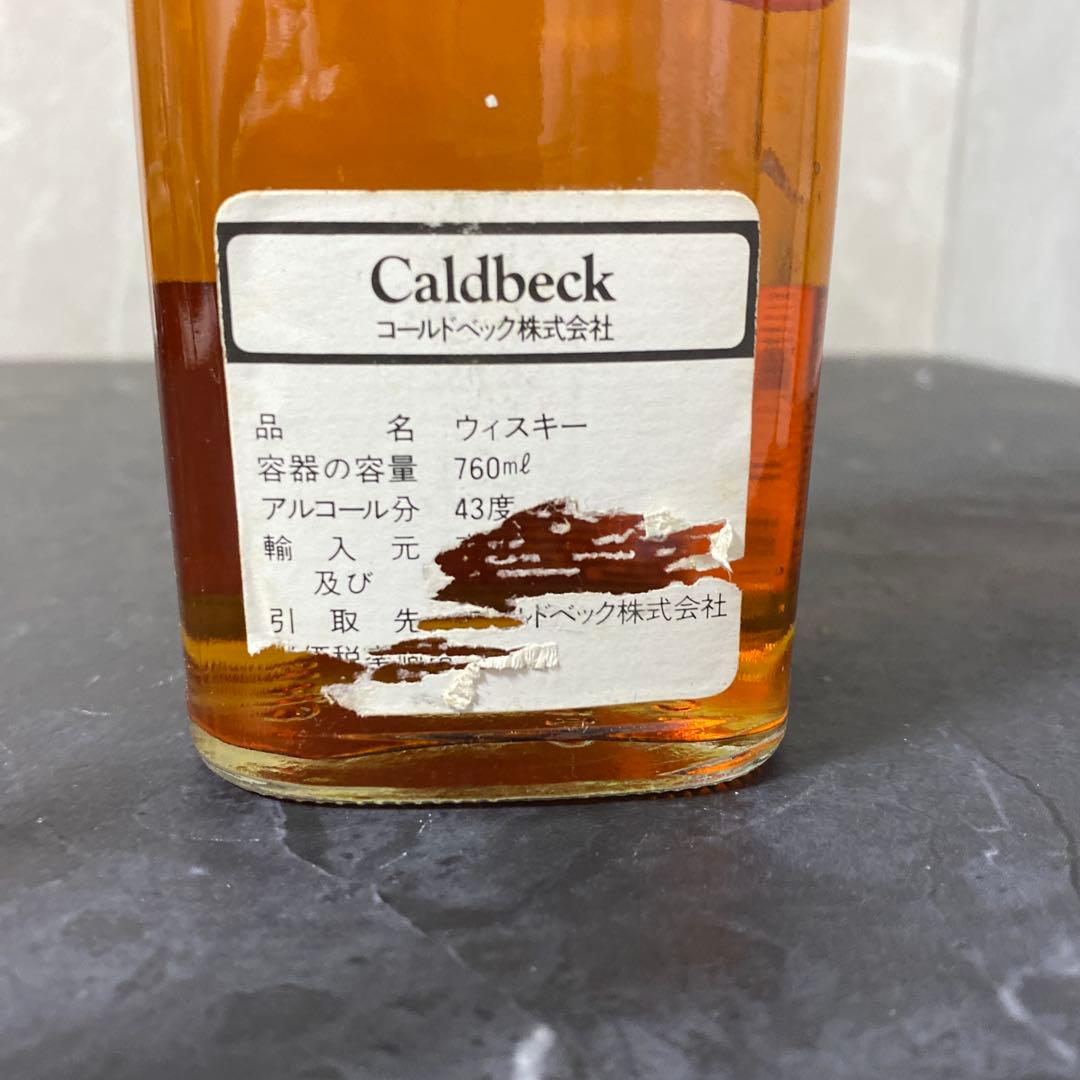 Caldbeck
コールドベック株式会社
品 名 ウィスキー
容器の容量 760ml
アルコール分 43度
輸入元
及び
引取先 ルドベック株式会社
価税